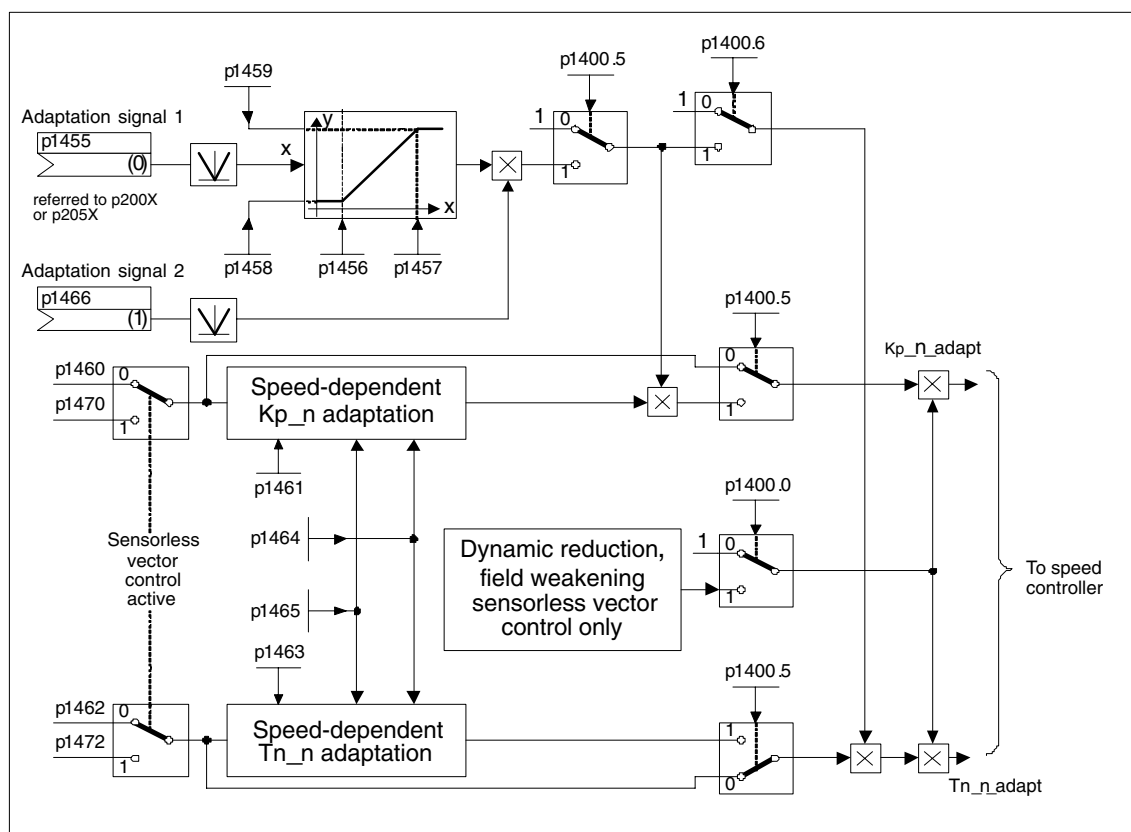 p1400.6
p1400.5
p1459
Adaptation signal 1
p1455
(0)
referred to p200X
or p205X
x
y
x
1
0
1
1
0
1
p1458
p1456
p1457
Adaptation signal 2
p1466
(1)
p1400.5
0
1
Kp_n_adapt
p1460
0
p1470
1
Speed-dependent
Kp_n adaptation
p1461
p1400.0
1
0
1
Sensorless
vector
control
active
p1464
p1465
p1463
Dynamic reduction,
field weakening
sensorless vector
control only
To speed
controller
p1400.5
p1462
0
p1472
1
Speed-dependent
Tn_n adaptation
1
0
Tn_n_adapt